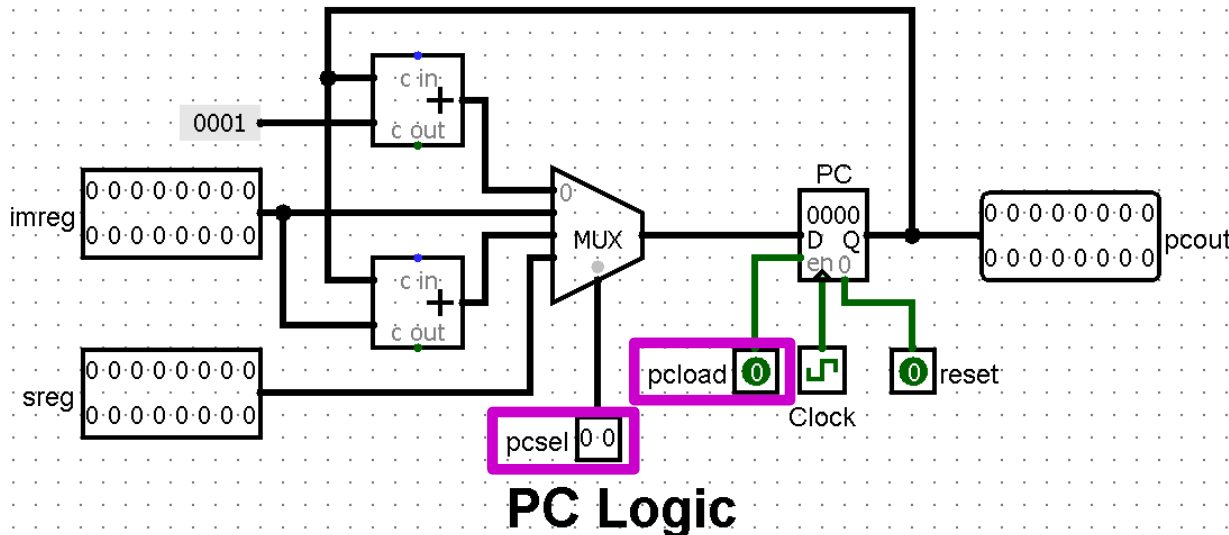 c in
+
0001
c out
0 0 0 0 0 0 0 0
0 0 0 0 0 0 0 0
imreg
0
MUX
PC
0000
D Q
en 0
0 0 0 0 0 0 0 0
0 0 0 0 0 0 0 0
pcout
c in
+
c out
0 0 0 0 0 0 0 0
0 0 0 0 0 0 0 0
sreg
pcload 0
0 reset
Clock
pcsel 0 0
PC Logic